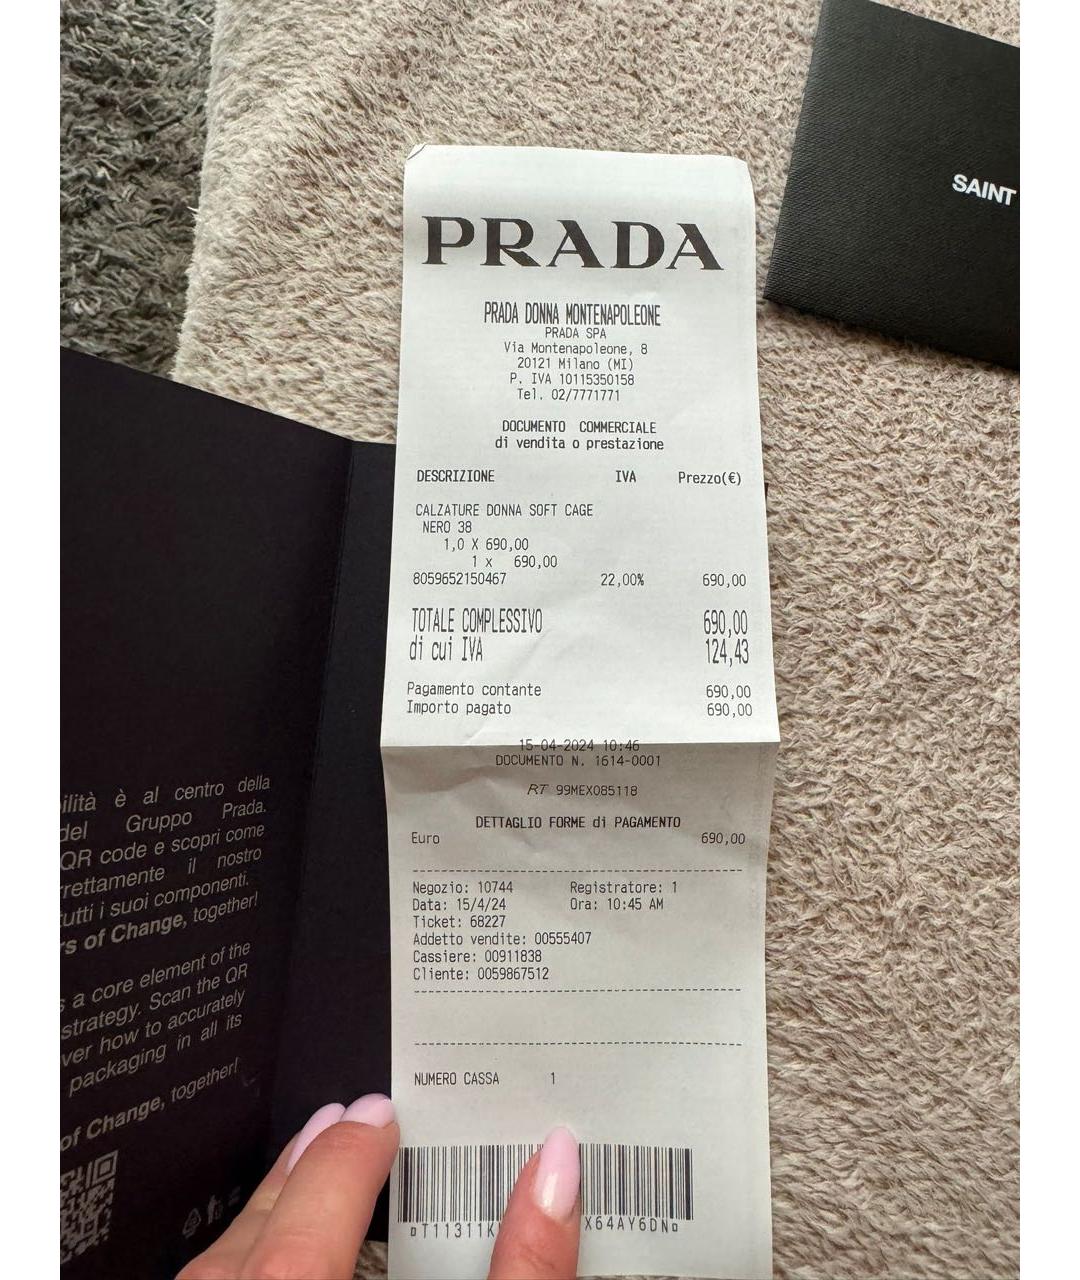 SAINT
PRADA
PRADA DONNA MONTENAPOLEONE
PRADA SPA
Via Montenapoleone, 8
20121 Milano (MI)
P. IVA 10115350158
Tel. 02/7771771
DOCUMENTO COMMERCIALE
di vendita o prestazione
DESCRIZIONE IVA Prezzo(€)
CALZATURE DONNA SOFT CAGE
NERO 38
1,0 X 690,00
1 x 690,00
8059652150467 22,00% 690,00
TOTALE COMPLESSIVO 690,00
di cui IVA 124,43
Pagamento contante 690,00
Importo pagato 690,00
15-04-2024 10:46
DOCUMENTO N. 1614-0001
RT 99MEX085118
DETTAGLIO FORME di PAGAMENTO
Euro 690,00
Negozio: 10744 Registratore: 1
Data: 15/4/24 Ora: 10:45 AM
Ticket: 68227
Addetto vendite: 00555407
Cassiere: 00911838
Cliente: 0059867512
NUMERO CASSA 1
T11311K X64AY6DN
ilità è al centro della
del Gruppo Prada.
QR code e scopri come
rrettamente il nostro
tutti i suoi componenti.
rs of Change, together!
s a core element of the
strategy. Scan the QR
ver how to accurately
packaging in all its
of Change, together!